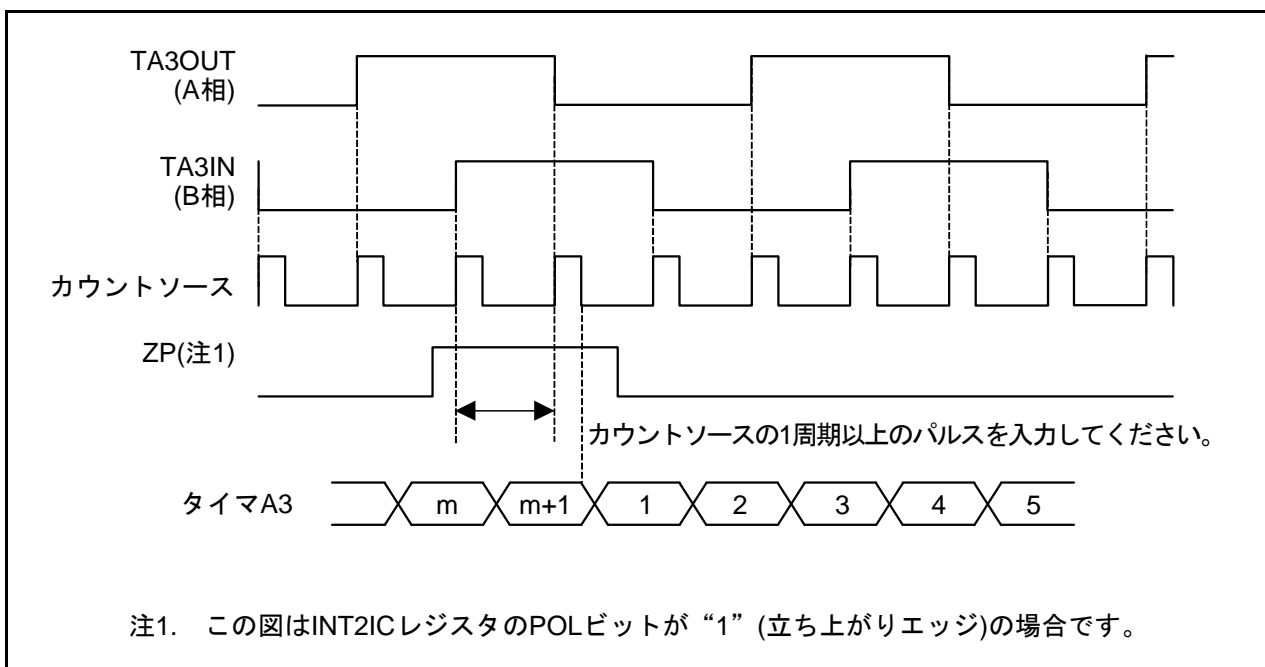 TA3OUT
(A相)
TA3IN
(B相)
カウントソース
ZP(注1)
カウントソースの1周期以上のパルスを入力してください。
タイマA3 m m+1 1 2 3 4 5
注1. この図はINT2ICレジスタのPOLビットが“1”(立ち上がりエッジ)の場合です。